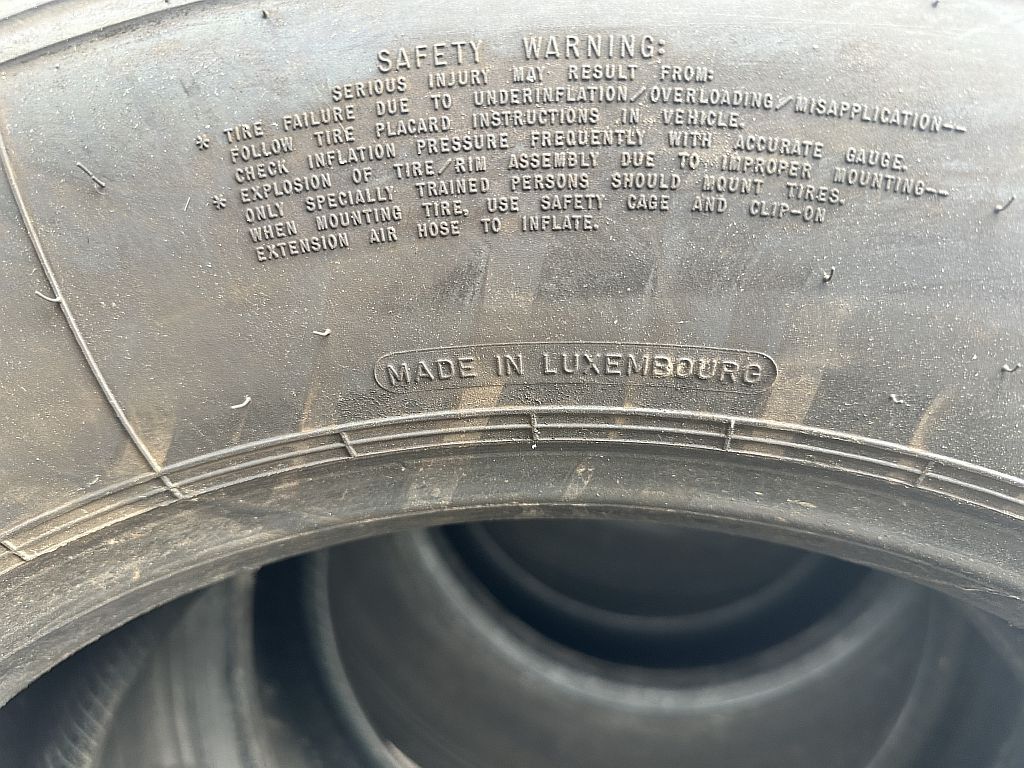 SAFETY WARNING:
SERIOUS INJURY MAY RESULT FROM:
* TIRE FAILURE DUE TO UNDERINFLATION/OVERLOADING/MISAPPLICATION--
FOLLOW TIRE PLACARD INSTRUCTIONS IN VEHICLE.
CHECK INFLATION PRESSURE FREQUENTLY WITH ACCURATE GAUGE.
* EXPLOSION OF TIRE/RIM ASSEMBLY DUE TO IMPROPER MOUNTING--
ONLY SPECIALLY TRAINED PERSONS SHOULD MOUNT TIRES.
WHEN MOUNTING TIRE, USE SAFETY CAGE AND CLIP-ON
EXTENSION AIR HOSE TO INFLATE.
MADE IN LUXEMBOURG